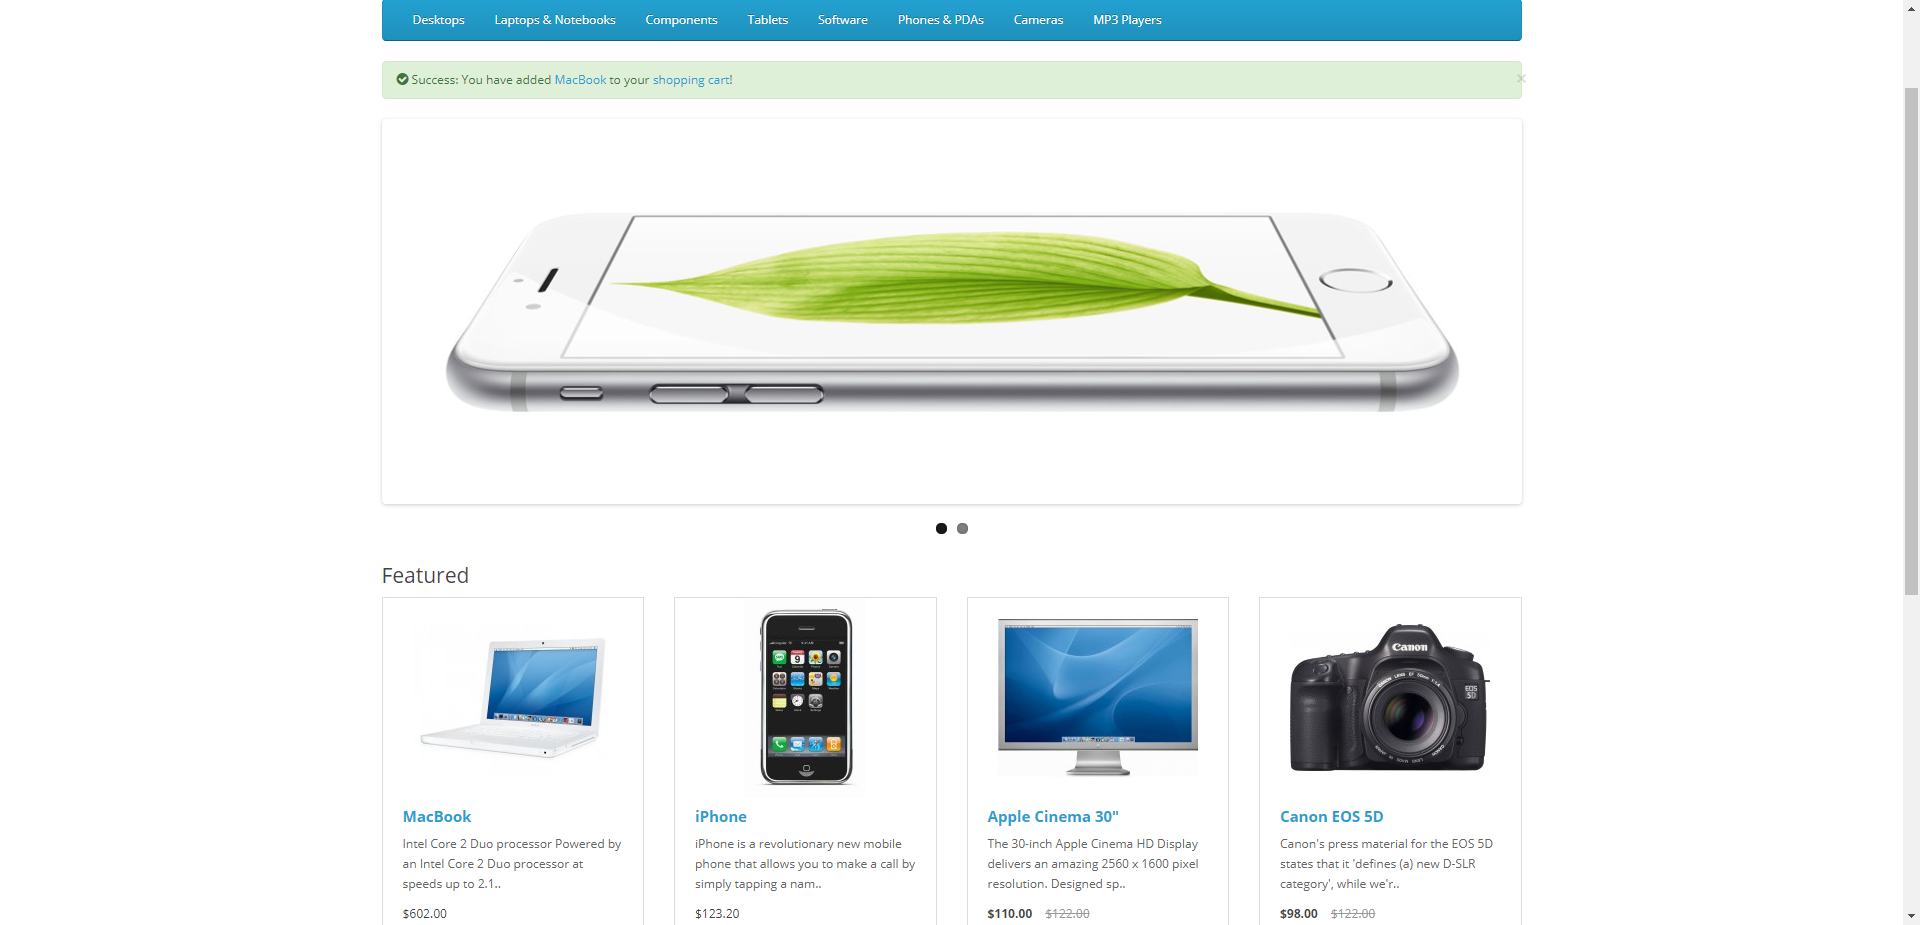 Desktops Laptops & Notebooks Components Tablets Software Phones & PDAs Cameras MP3 Players
Success: You have added MacBook to your shopping cart!
×
Featured
Canon
EOS
5D
MacBook
Intel Core 2 Duo processor Powered by
an Intel Core 2 Duo processor at
speeds up to 2.1..
$602.00
iPhone
iPhone is a revolutionary new mobile
phone that allows you to make a call by
simply tapping a nam..
$123.20
Apple Cinema 30"
The 30-inch Apple Cinema HD Display
delivers an amazing 2560 x 1600 pixel
resolution. Designed sp..
$110.00 $122.00
Canon EOS 5D
Canon's press material for the EOS 5D
states that it 'defines (a) new D-SLR
category', while we'r..
$98.00 $122.00